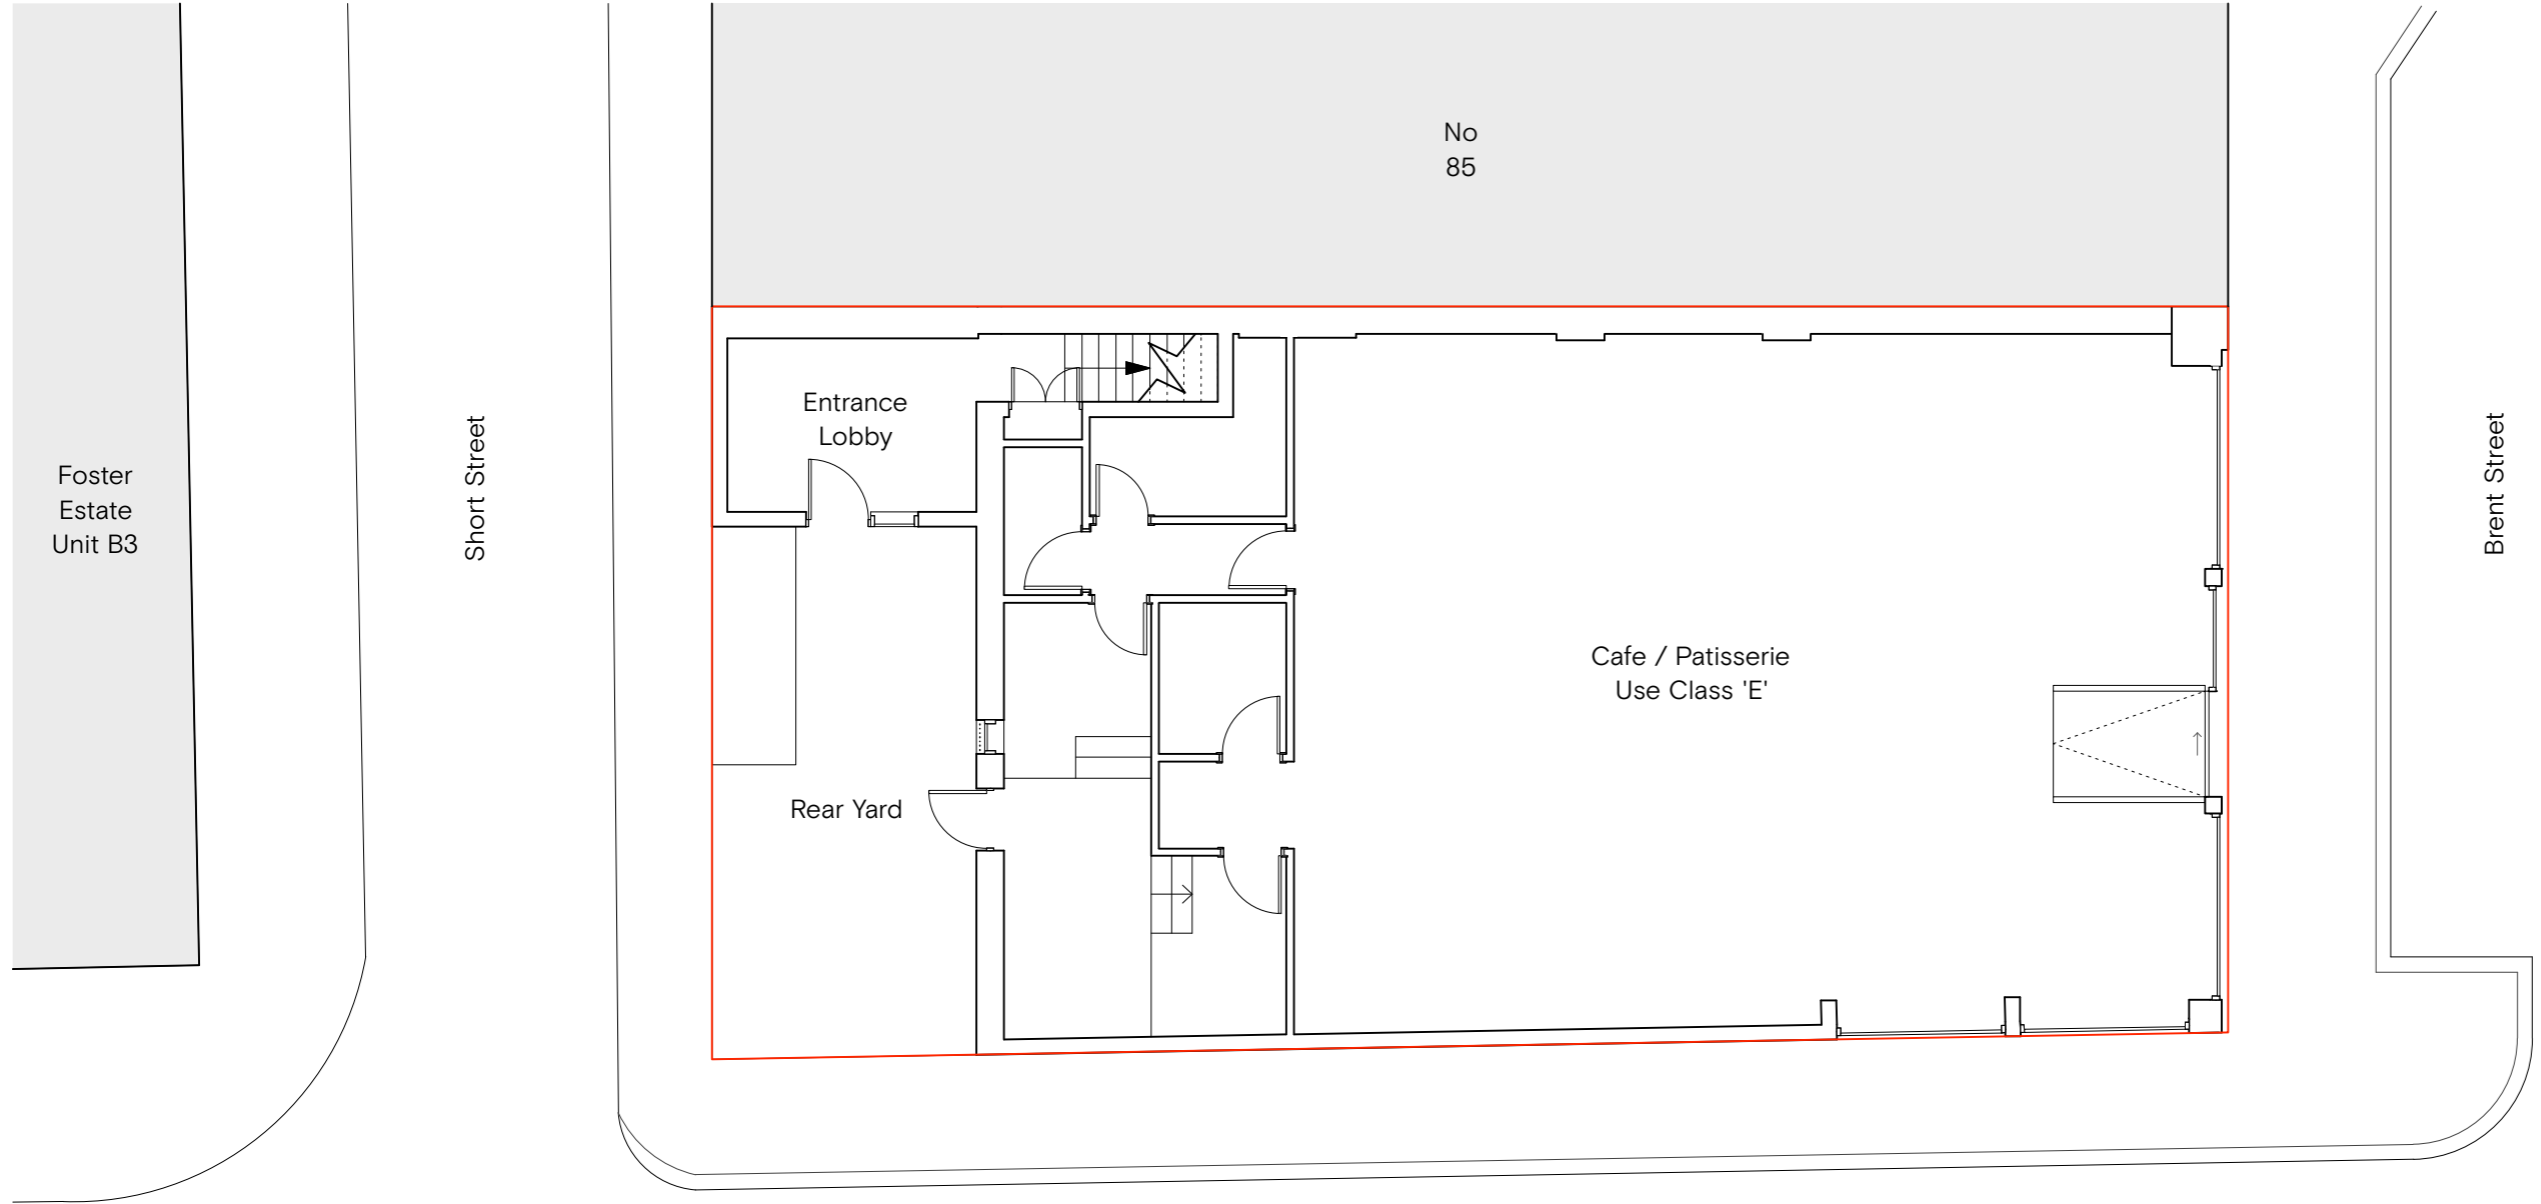 No
85
Entrance
Lobby
Foster
Estate
Unit B3
Short Street
Brent Street
Cafe / Patisserie
Use Class 'E'
Rear Yard